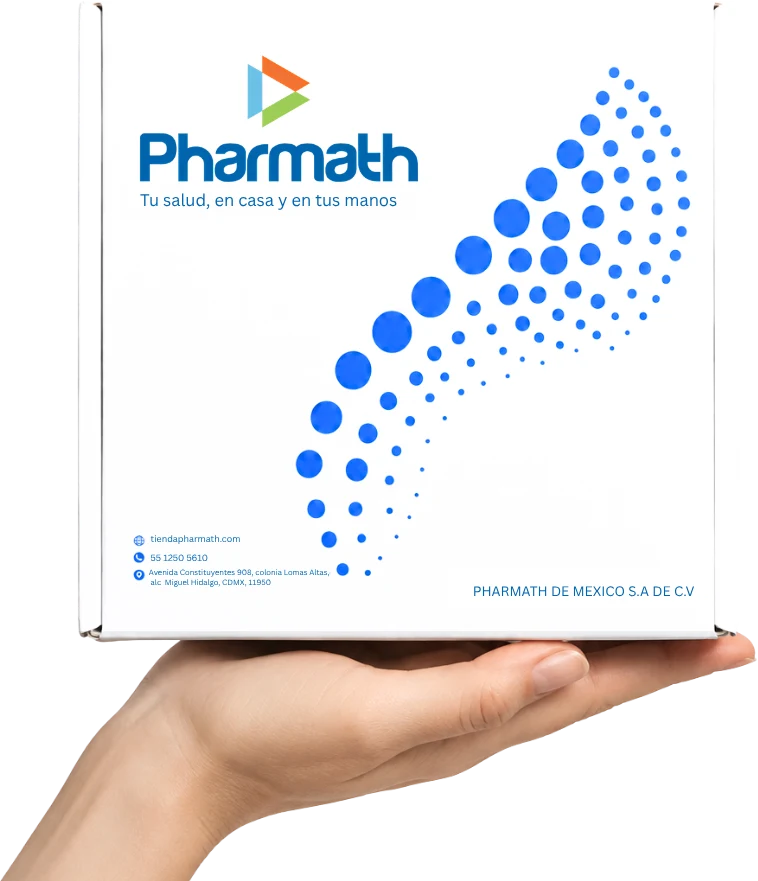 Pharmath
Tu salud, en casa y en tus manos
tiendapharmath.com
55 1250 5610
Avenida Constituyentes 908, colonia Lomas Altas,
alc Miguel Hidalgo, CDMX, 11950
PHARMATH DE MEXICO S.A DE C.V